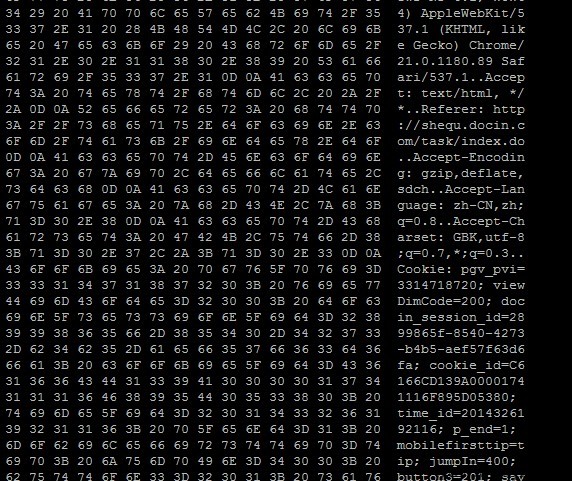 34 29 20 41 70 70 6C 65 57 65 62 4B 69 74 2F 35 4) AppleWebKit/5
33 37 2E 31 20 28 4B 48 54 4D 4C 2C 20 6C 69 6B 37.1 (KHTML, lik
65 20 47 65 63 6B 6F 29 20 43 68 72 6F 6D 65 2F e Gecko) Chrome/
32 31 2E 30 2E 31 31 38 30 2E 38 39 20 53 61 66 21.0.1180.89 Saf
61 72 69 2F 35 33 37 2E 31 0D 0A 41 63 63 65 70 ari/537.1..Accep
74 3A 20 74 65 78 74 2F 68 74 6D 6C 2C 20 2A 2F t: text/html, */
2A 0D 0A 52 65 66 65 72 65 72 3A 20 68 74 74 70 *..Referer: http
3A 2F 2F 73 68 65 71 75 2E 64 6F 63 69 6E 2E 63 ://shequ.docin.c
6F 6D 2F 74 61 73 6B 2F 69 6E 64 65 78 2E 64 6F om/task/index.do
0D 0A 41 63 63 65 70 74 2D 45 6E 63 6F 64 69 6E ..Accept-Encodin
67 3A 20 67 7A 69 70 2C 64 65 66 6C 61 74 65 2C g: gzip,deflate,
73 64 63 68 0D 0A 41 63 63 65 70 74 2D 4C 61 6E sdch..Accept-Lan
67 75 61 67 65 3A 20 7A 68 2D 43 4E 2C 7A 68 3B guage: zh-CN,zh;
71 3D 30 2E 38 0D 0A 41 63 63 65 70 74 2D 43 68 q=0.8..Accept-Ch
61 72 73 65 74 3A 20 47 42 4B 2C 75 74 66 2D 38 arset: GBK,utf-8
3B 71 3D 30 2E 37 2C 2A 3B 71 3D 30 2E 33 0D 0A ;q=0.7,*;q=0.3..
43 6F 6F 6B 69 65 3A 20 70 67 76 5F 70 76 69 3D Cookie: pgv_pvi=
33 33 31 34 37 31 38 37 32 30 3B 20 76 69 65 77 3314718720; view
44 69 6D 43 6F 64 65 3D 32 30 30 3B 20 64 6F 63 DimCode=200; doc
69 6E 5F 73 65 73 73 69 6F 6E 5F 69 64 3D 32 38 in_session_id=28
39 39 38 36 35 66 2D 38 35 34 30 2D 34 32 37 33 99865f-8540-4273
2D 62 34 62 35 2D 61 65 66 35 37 66 36 33 64 36 -b4b5-aef57f63d6
66 61 3B 20 63 6F 6F 6B 69 65 5F 69 64 3D 43 36 fa; cookie_id=C6
31 36 36 43 44 31 33 39 41 30 30 30 30 31 37 34 166CD139A0000174
31 31 31 36 46 38 39 35 44 30 35 33 38 30 3B 20 1116F895D05380;
74 69 6D 65 5F 69 64 3D 32 30 31 34 33 32 36 31 time_id=20143261
39 32 31 31 36 3B 20 70 5F 65 6E 64 3D 31 3B 20 92116; p_end=1;
6D 6F 62 69 6C 65 66 69 72 73 74 74 69 70 3D 74 mobilefirsttip=t
69 70 3B 20 6A 75 6D 70 49 6E 3D 34 30 30 3B 20 ip; jumpIn=400;
62 75 74 74 6F 6E 33 3D 32 30 31 3B 20 73 61 76 button3=201; sav